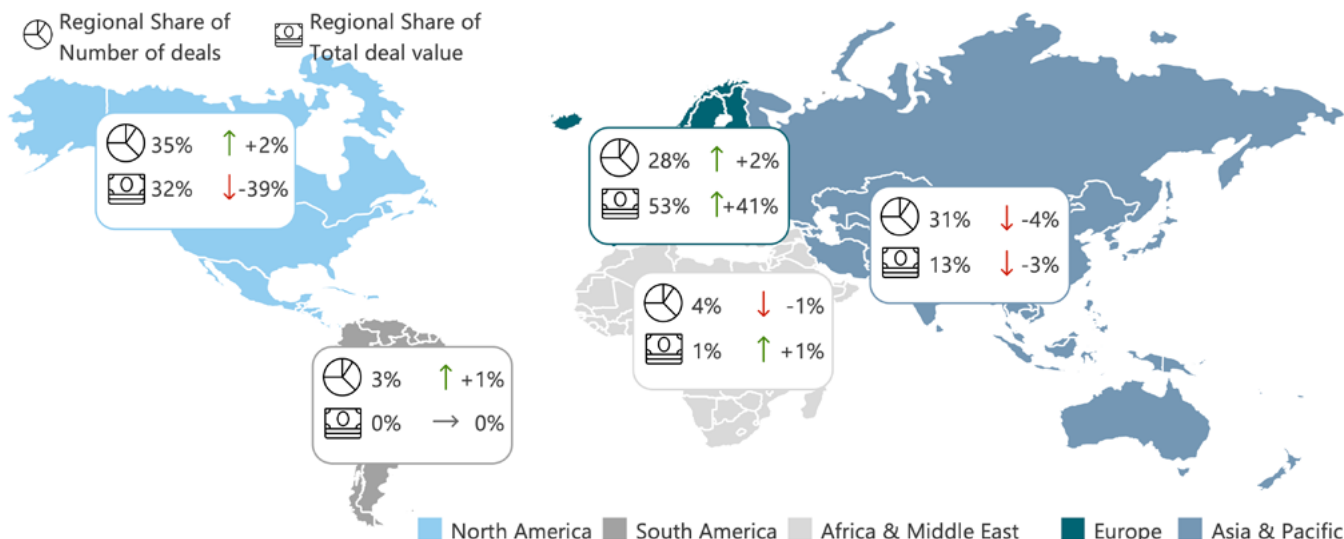 Regional Share of
Number of deals
Regional Share of
Total deal value
35% ↑ +2%
32% ↓ -39%
28% ↑ +2%
53% ↑ +41%
31% ↓ -4%
13% ↓ -3%
4% ↓ -1%
1% ↑ +1%
3% ↑ +1%
0% → 0%
North America South America Africa & Middle East Europe Asia & Pacific